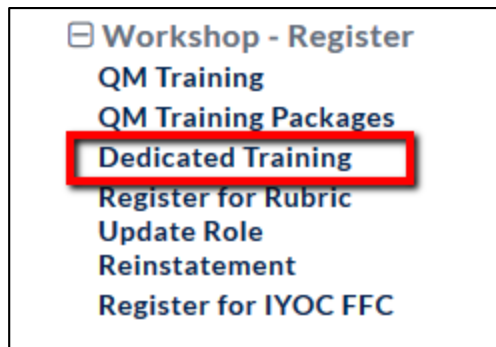 Workshop - Register
QM Training
QM Training Packages
Dedicated Training
Register for Rubric
Update Role
Reinstatement
Register for IYOC FFC